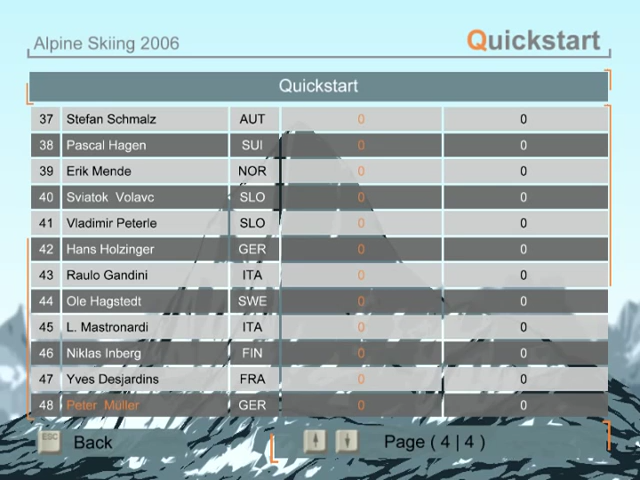 Alpine Skiing 2006
Quickstart
Quickstart
37 Stefan Schmalz AUT 0 0
38 Pascal Hagen SUI 0 0
39 Erik Mende NOR 0 0
40 Sviatok Volavc SLO 0 0
41 Vladimir Peterle SLO 0 0
42 Hans Holzinger GER 0 0
43 Raulo Gandini ITA 0 0
44 Ole Hagstedt SWE 0 0
45 L. Mastronardi ITA 0 0
46 Niklas Inberg FIN 0 0
47 Yves Desjardins FRA 0 0
48 Peter Müller GER 0 0
ESC Back Page ( 4 | 4 )